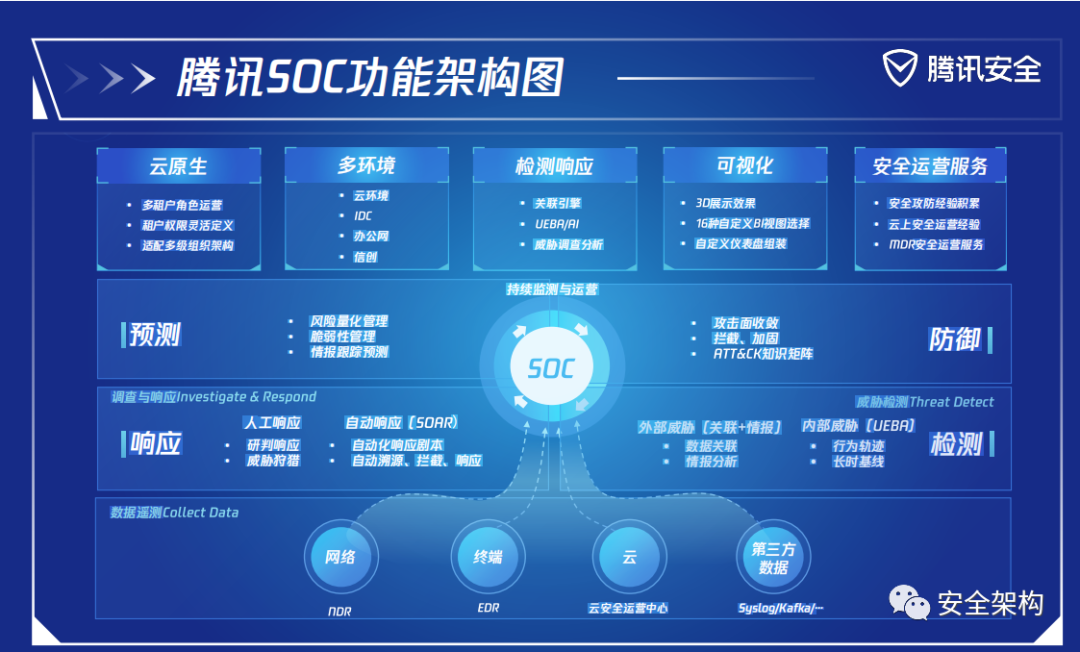 腾讯SOC功能架构图
腾讯安全
云原生
多租户角色运营
租户权限灵活定义
适配多级组织架构
多环境
云环境
IDC
办公网
信创
检测响应
关联引擎
UEBA/AI
威胁调查分析
可视化
3D展示效果
16种自定义BI视图选择
自定义仪表盘组装
安全运营服务
安全攻防经验积累
云上安全运营经验
MDR安全运营服务
持续监测与运营
SOC
预测
风险量化管理
脆弱性管理
情报跟踪预测
攻击面收敛
拦截、加固
ATT&CK知识矩阵
防御
调查与响应Investigate & Respond
响应
人工响应
研判响应
威胁狩猎
自动响应（SOAR）
自动化响应剧本
自动溯源、拦截、响应
威胁检测Threat Detect
外部威胁（关联+情报）
数据关联
情报分析
内部威胁（UEBA）
行为轨迹
长时基线
检测
数据遥测Collect Data
网络
NDR
终端
EDR
云
云安全运营中心
第三方
数据
Syslog/Kafka/···
安全架构